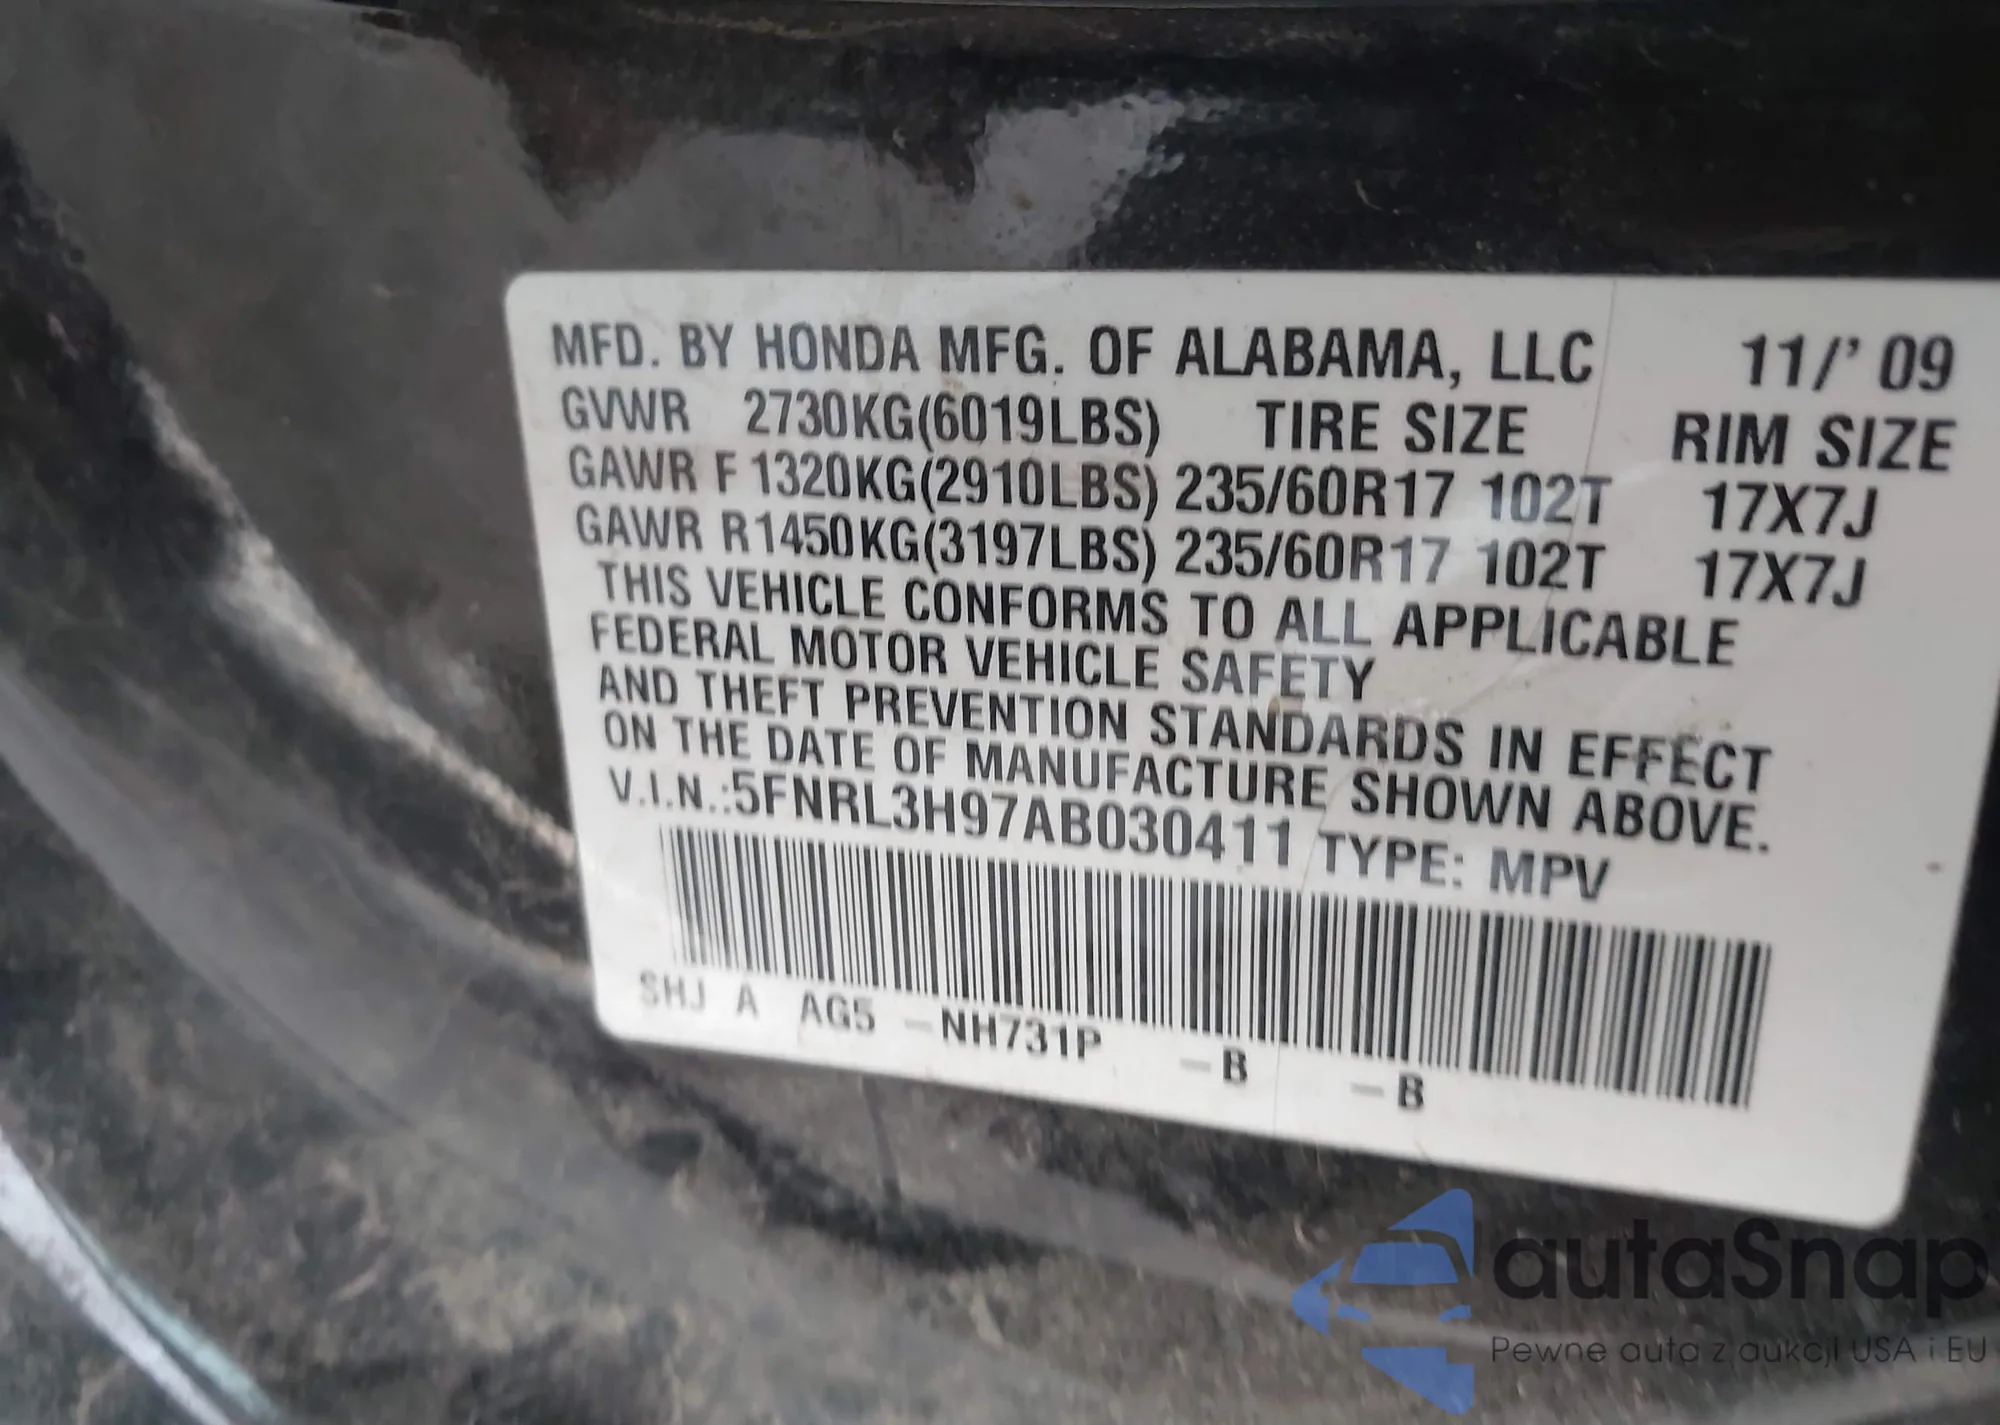 MFD. BY HONDA MFG. OF ALABAMA, LLC 11/' 09
GVWR 2730KG(6019LBS) TIRE SIZE RIM SIZE
GAWR F 1320KG(2910LBS) 235/60R17 102T 17X7J
GAWR R1450KG(3197LBS) 235/60R17 102T 17X7J
THIS VEHICLE CONFORMS TO ALL APPLICABLE
FEDERAL MOTOR VEHICLE SAFETY
AND THEFT PREVENTION STANDARDS IN EFFECT
ON THE DATE OF MANUFACTURE SHOWN ABOVE.
V.I.N.:5FNRL3H97AB030411 TYPE: MPV
SHJ A AG5 –NH731P –B –B
autaSnap
Pewne auta z aukcji USA i EU